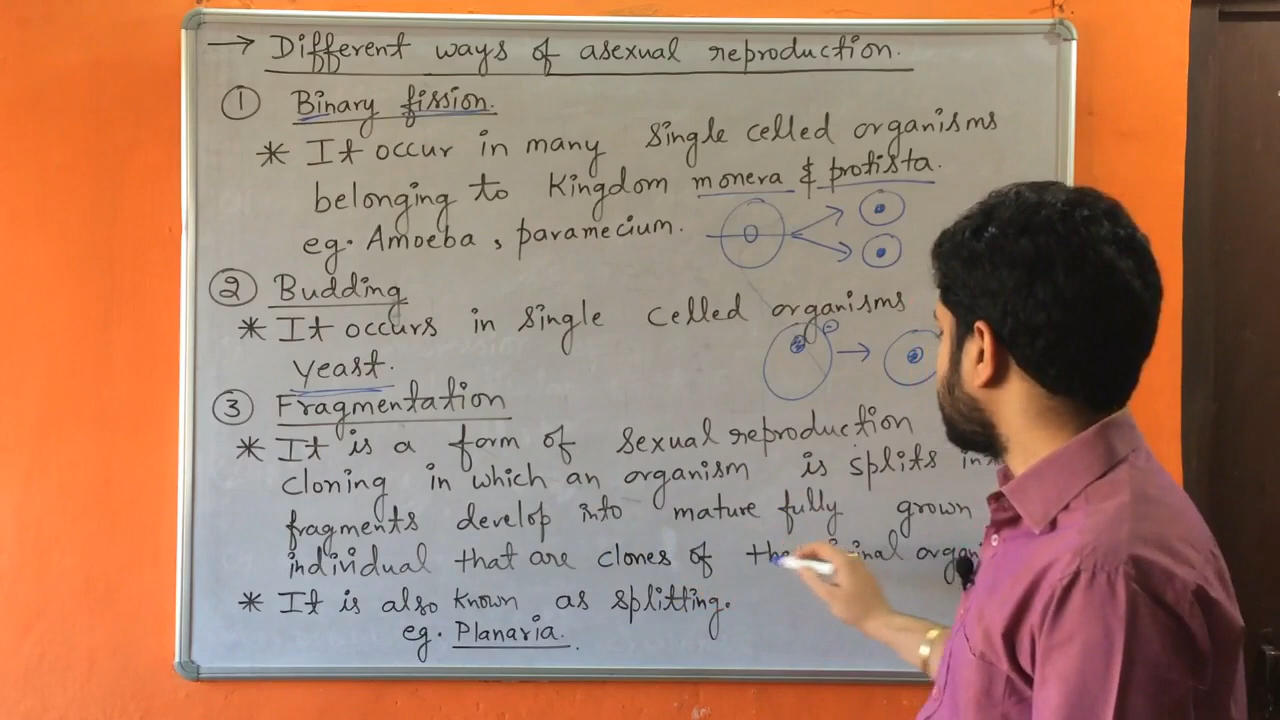 → Different ways of asexual reproduction.
① Binary fission.
* It occur in many single celled organisms
belonging to Kingdom monera & protista.
eg. Amoeba, paramecium.
② Budding
* It occurs in single celled organisms
Yeast.
③ Fragmentation
* It is a form of sexual reproduction
cloning in which an organism is splits
fragments develop into mature fully grown
individual that are clones of
* It is also known as splitting.
eg. Planaria.